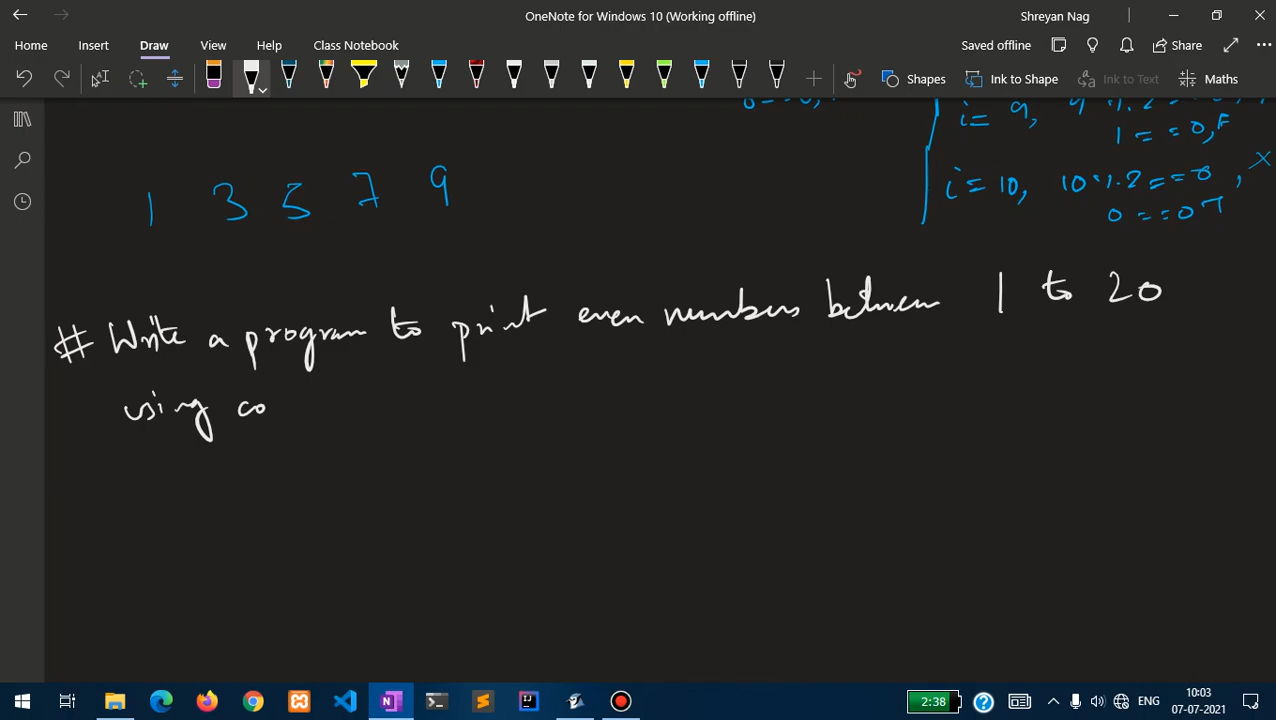 OneNote for Windows 10 (Working offline)
Shreyan Nag
Home Insert Draw View Help Class Notebook
Saved offline Share
Shapes Ink to Shape Ink to Text Maths
i = 9,
1 = = 0, F
1 3 5 7 9
i = 10, 10 % 2 = = 0, X
0 = = 0 T
# Write a program to print even numbers between 1 to 20
using co
2:38 ENG 10:03
07-07-2021